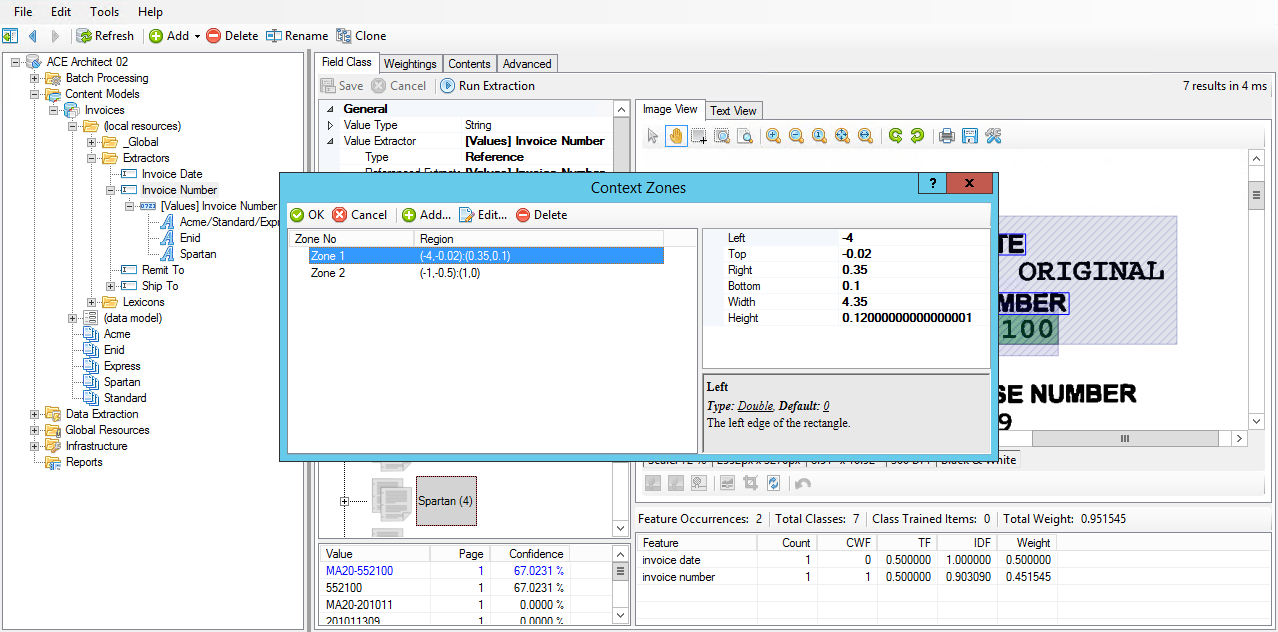 File Edit Tools Help
Refresh Add Delete Rename Clone
ACE Architect 02
Batch Processing
Content Models
Invoices
(local resources)
_Global
Extractors
Invoice Date
Invoice Number
[Values] Invoice Number
Acme/Standard/Expr
Enid
Spartan
Remit To
Ship To
Lexicons
(data model)
Acme
Enid
Express
Spartan
Standard
Data Extraction
Global Resources
Infrastructure
Reports
Field Class Weightings Contents Advanced
Save Cancel Run Extraction 7 results in 4 ms
General
Value Type String
Value Extractor [Values] Invoice Number
Type Reference
Referenced Extract [Values] Invoice Number
Image View Text View
Context Zones ?
OK Cancel Add... Edit... Delete
Zone No Region
Zone 1 (-4,-0.02):(0.35,0.1)
Zone 2 (-1,-0.5):(1,0)
Left -4
Top -0.02
Right 0.35
Bottom 0.1
Width 4.35
Height 0.12000000000000001
Left
Type: Double, Default: 0
The left edge of the rectangle.
TE
ORIGINAL
MBER
100
SE NUMBER
9
Black & White
Spartan (4)
Value Page Confidence
MA20-552100 1 67.0231 %
552100 1 67.0231 %
MA20-201011 1 0.0000 %
201011309 1 0.0000 %
Feature Occurrences: 2 Total Classes: 7 Class Trained Items: 0 Total Weight: 0.951545
Feature Count CWF TF IDF Weight
invoice date 1 0 0.500000 1.000000 0.500000
invoice number 1 1 0.500000 0.903090 0.451545